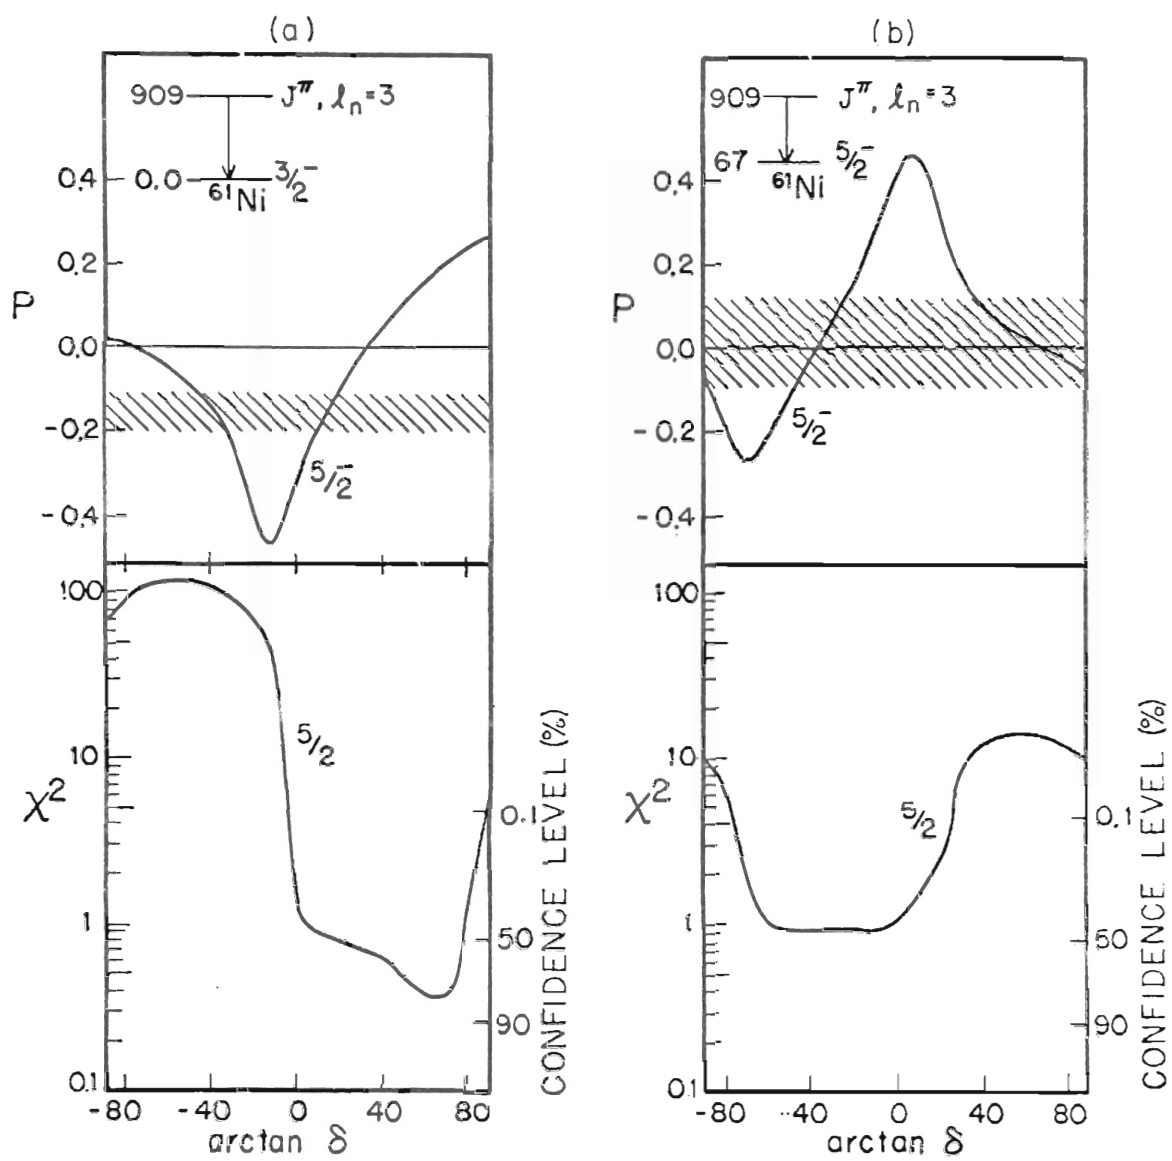 (a)
909 Jπ, ln=3
0.0 3/2-
61Ni
0.4
0.2
P
0.0
-0.2
-0.4
5/2-
100
10
χ2
1
0.1
5/2
0.1
50
90
CONFIDENCE LEVEL (%)
-80 -40 0 40 80
arctan δ
(b)
909 Jπ, ln=3
67 5/2-
61Ni
0.4
0.2
P
0.0
-0.2
-0.4
5/2-
100
10
χ2
1
0.1
5/2
0.1
50
90
CONFIDENCE LEVEL (%)
-80 -40 0 40 80
arctan δ